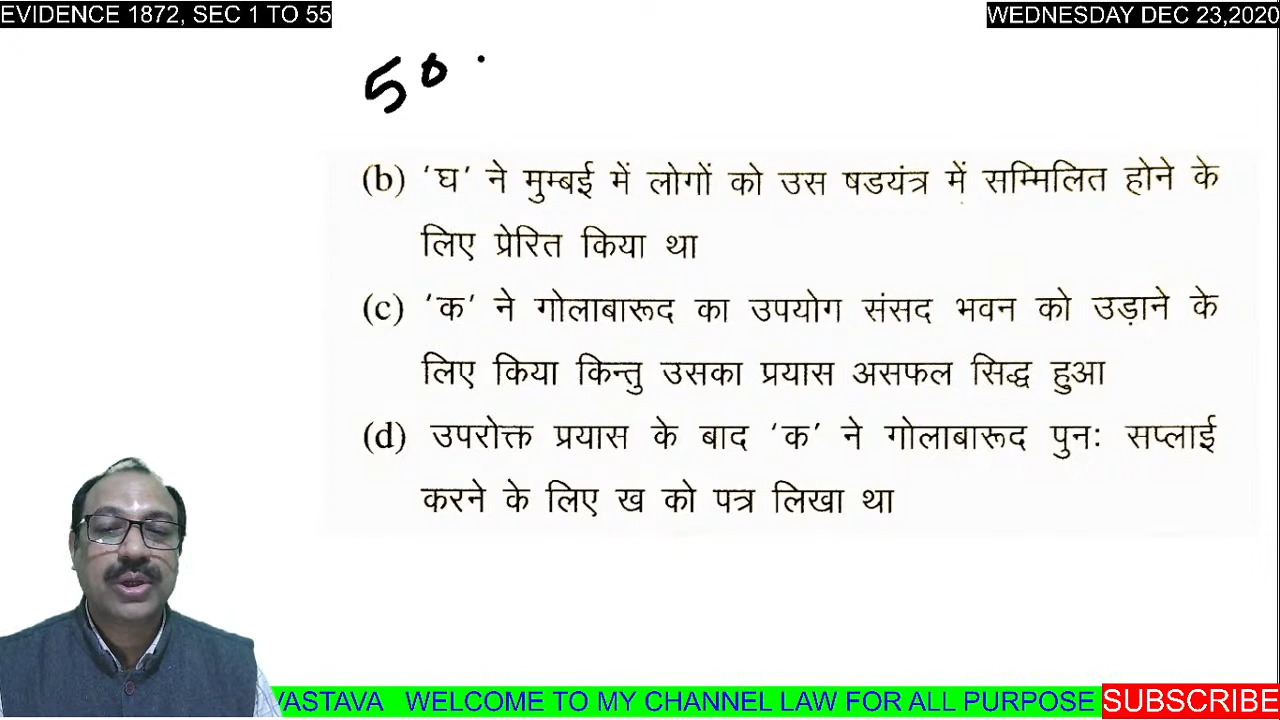 EVIDENCE 1872, SEC 1 TO 55
WEDNESDAY DEC 23,2020
50.
(b) 'घ' ने मुम्बई में लोगों को उस षडयंत्र में सम्मिलित होने के
लिए प्रेरित किया था
(c) 'क' ने गोलाबारूद का उपयोग संसद भवन को उड़ाने के
लिए किया किन्तु उसका प्रयास असफल सिद्ध हुआ
(d) उपरोक्त प्रयास के बाद 'क' ने गोलाबारूद पुनः सप्लाई
करने के लिए ख को पत्र लिखा था
VASTAVA WELCOME TO MY CHANNEL LAW FOR ALL PURPOSE
SUBSCRIBE